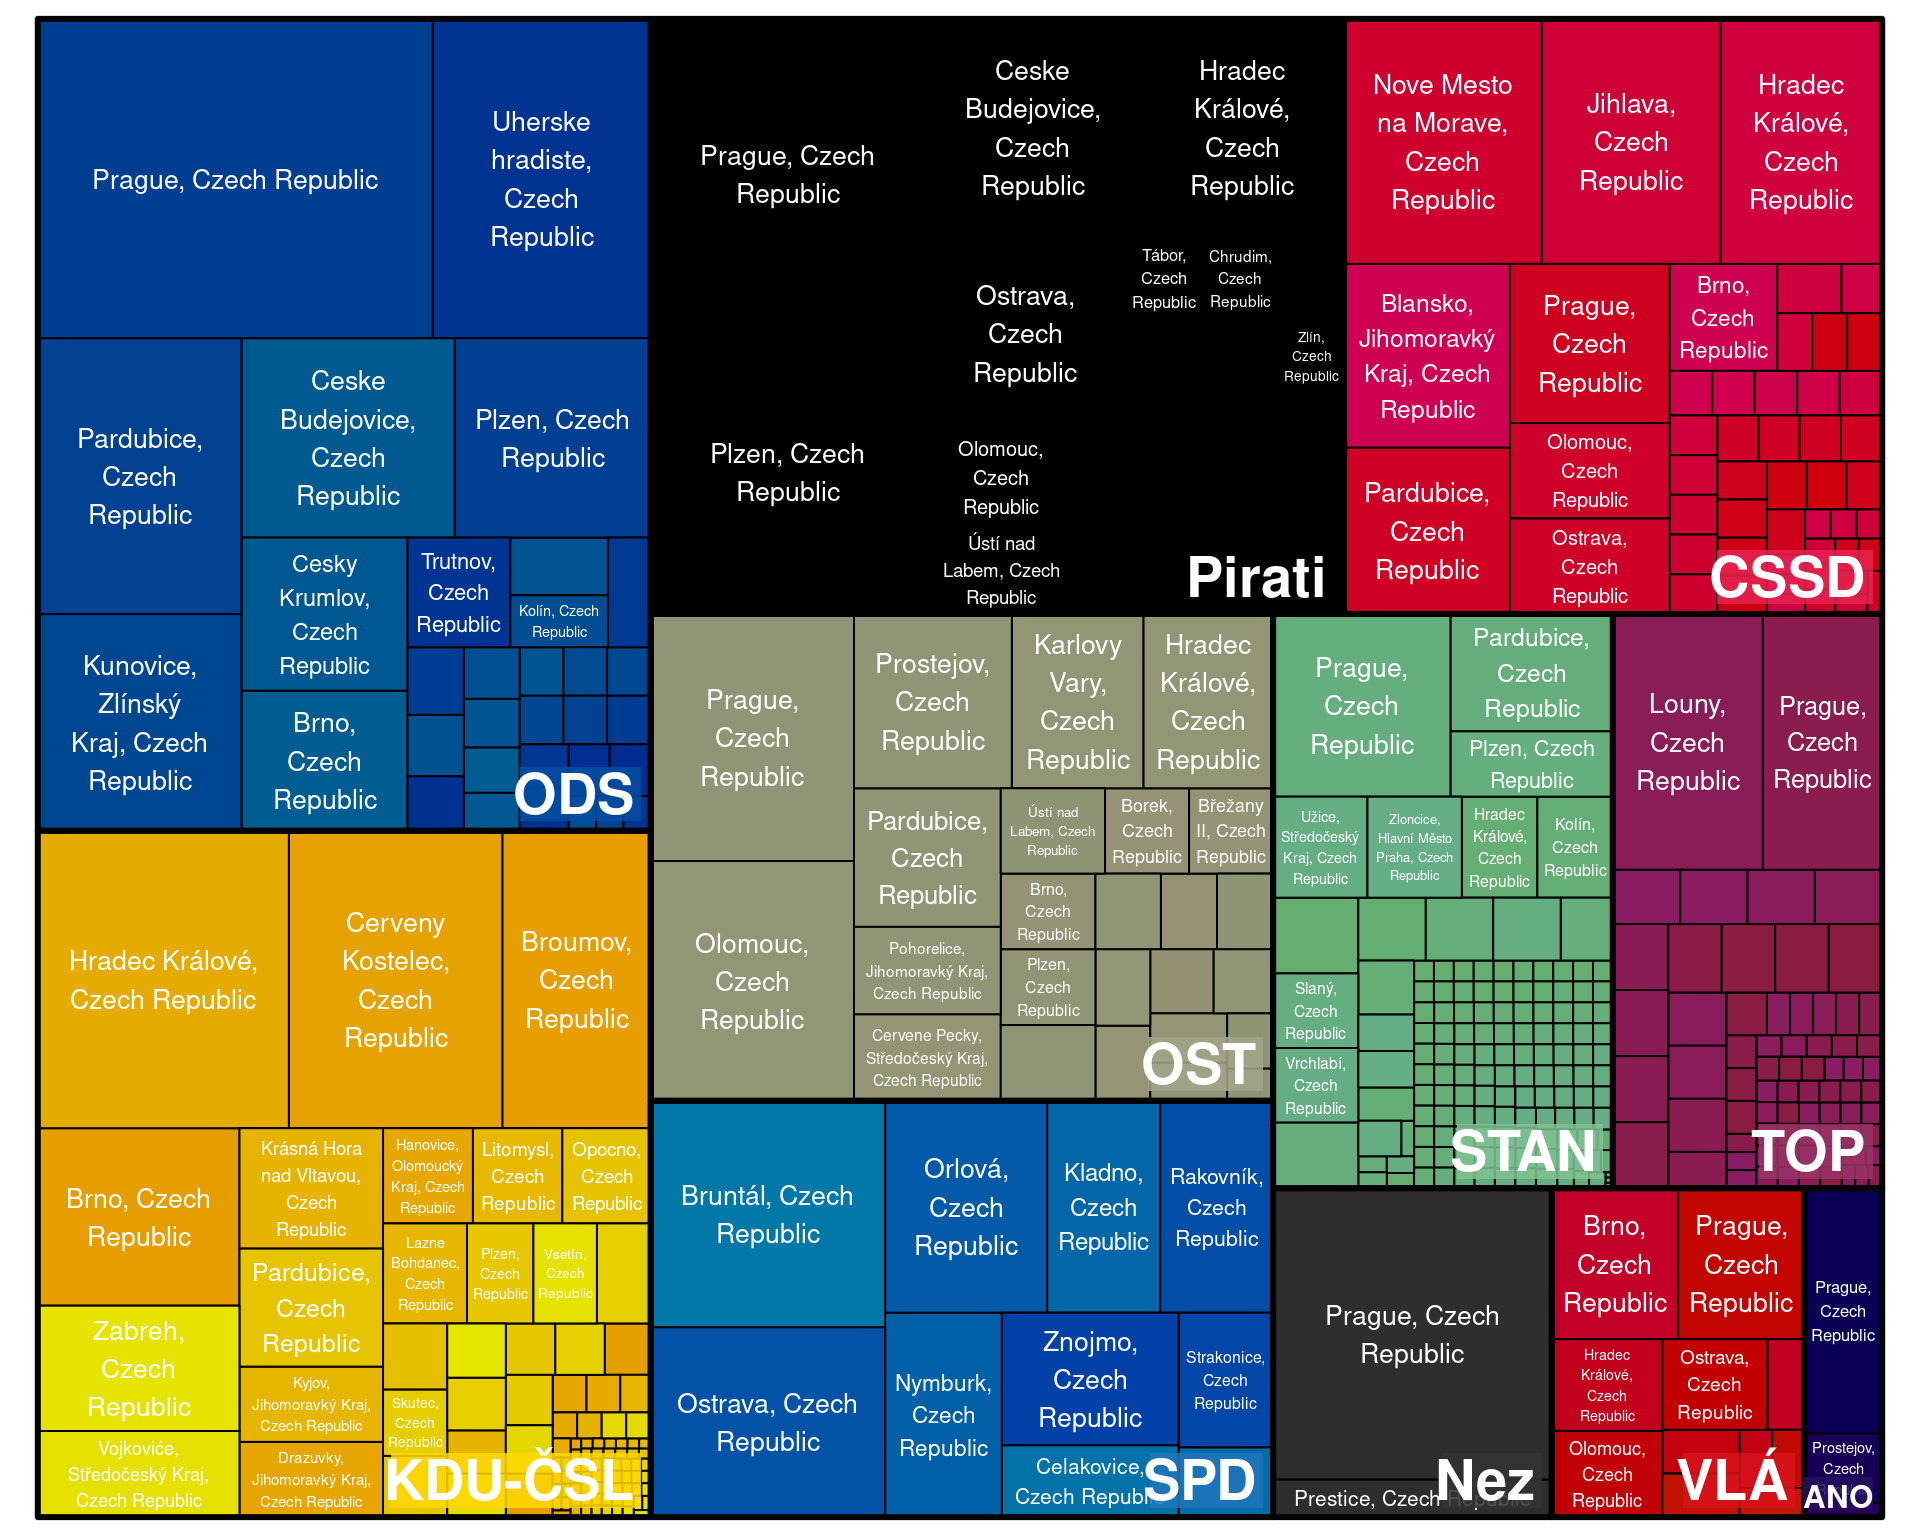 Prague, Czech Republic
Uherske
hradiste,
Czech
Republic
Pardubice,
Czech
Republic
Ceske
Budejovice,
Czech
Republic
Plzen, Czech
Republic
Kunovice,
Zlínský
Kraj, Czech
Republic
Cesky
Krumlov,
Czech
Republic
Brno,
Czech
Republic
Trutnov,
Czech
Republic
Kolín, Czech
Republic
ODS
Prague, Czech
Republic
Ceske
Budejovice,
Czech
Republic
Hradec
Králové,
Czech
Republic
Plzen, Czech
Republic
Ostrava,
Czech
Republic
Tábor,
Czech
Republic
Chrudim,
Czech
Republic
Zlín,
Czech
Republic
Olomouc,
Czech
Republic
Ústí nad
Labem, Czech
Republic
Pirati
Nove Mesto
na Morave,
Czech
Republic
Jihlava,
Czech
Republic
Hradec
Králové,
Czech
Republic
Blansko,
Jihomoravký
Kraj, Czech
Republic
Prague,
Czech
Republic
Brno,
Czech
Republic
Pardubice,
Czech
Republic
Olomouc,
Czech
Republic
Ostrava,
Czech
Republic
CSSD
Hradec Králové,
Czech Republic
Cerveny
Kostelec,
Czech
Republic
Broumov,
Czech
Republic
Brno, Czech
Republic
Zabreh,
Czech
Republic
Vojkoviće,
Středočeský Kraj,
Czech Republic
Krásná Hora
nad Vltavou,
Czech
Republic
Pardubice,
Czech
Republic
Kyjov,
Jihomoravký Kraj,
Czech Republic
Drazuvky,
Jihomoravký Kraj,
Czech Republic
Hanovice,
Olomoucký
Kraj, Czech
Republic
Litomysl,
Czech
Republic
Opocno,
Czech
Republic
Lazne
Bohdanec,
Czech
Republic
Plzen,
Czech
Republic
Vsetín,
Czech
Republic
Skutec,
Czech
Republic
KDU-ČSL
Prague,
Czech
Republic
Olomouc,
Czech
Republic
Prostejov,
Czech
Republic
Karlovy
Vary,
Czech
Republic
Hradec
Králové,
Czech
Republic
Pardubice,
Czech
Republic
Pohorelice,
Jihomoravký Kraj,
Czech Republic
Cervene Pecky,
Středočeský Kraj,
Czech Republic
Ústí nad
Labem, Czech
Republic
Borek,
Czech
Republic
Břežany
II, Czech
Republic
Brno,
Czech
Republic
Plzen,
Czech
Republic
OST
Bruntál, Czech
Republic
Ostrava, Czech
Republic
Orlová,
Czech
Republic
Kladno,
Czech
Republic
Rakovník,
Czech
Republic
Nymburk,
Czech
Republic
Znojmo,
Czech
Republic
Strakonice,
Czech
Republic
Celakovice,
Czech Republic
SPD
Prague,
Czech
Republic
Pardubice,
Czech
Republic
Plzen, Czech
Republic
Užice,
Středočeský
Kraj, Czech
Republic
Zloncice,
Hlavní Město
Praha, Czech
Republic
Hradec
Králové,
Czech
Republic
Kolín,
Czech
Republic
Slaný,
Czech
Republic
Vrchlabí,
Czech
Republic
STAN
Louny,
Czech
Republic
Prague,
Czech
Republic
TOP
Prague, Czech
Republic
Prestice, Czech Republic
Nez
Brno,
Czech
Republic
Prague,
Czech
Republic
Hradec
Králové,
Czech
Republic
Ostrava,
Czech
Republic
Olomouc,
Czech
Republic
VLÁ
Prague,
Czech
Republic
Prostejov,
Czech
ANO